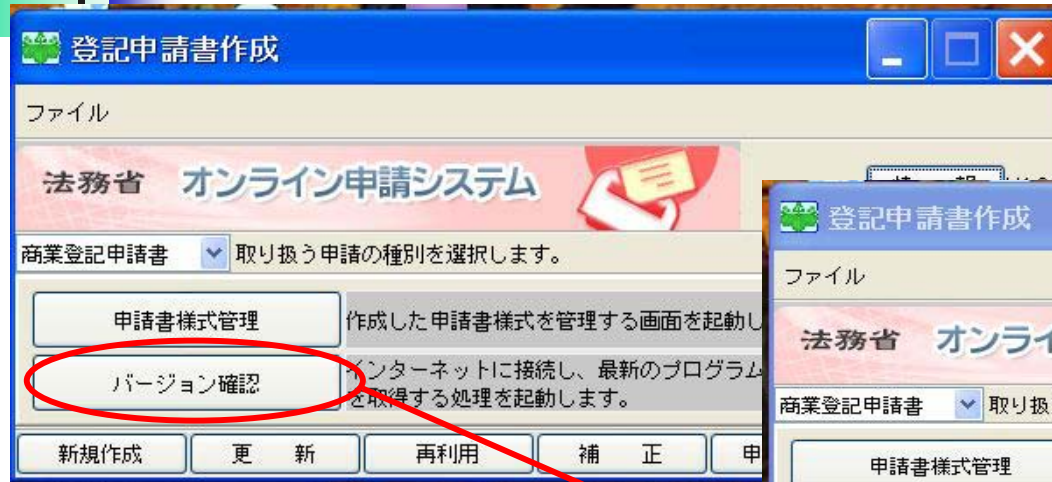 登記申請書作成
ファイル
法務省 オンライン申請システム
商業登記申請書 取り扱う申請の種別を選択します。
申請書様式管理 作成した申請書様式を管理する画面を起動し
バージョン確認 インターネットに接続し、最新のプログラム
を取得する処理を起動します。
新規作成 更 新 再利用 補 正 申
登記申請書作成
ファイル
法務省 オンライ
商業登記申請書 取り扱
申請書様式管理